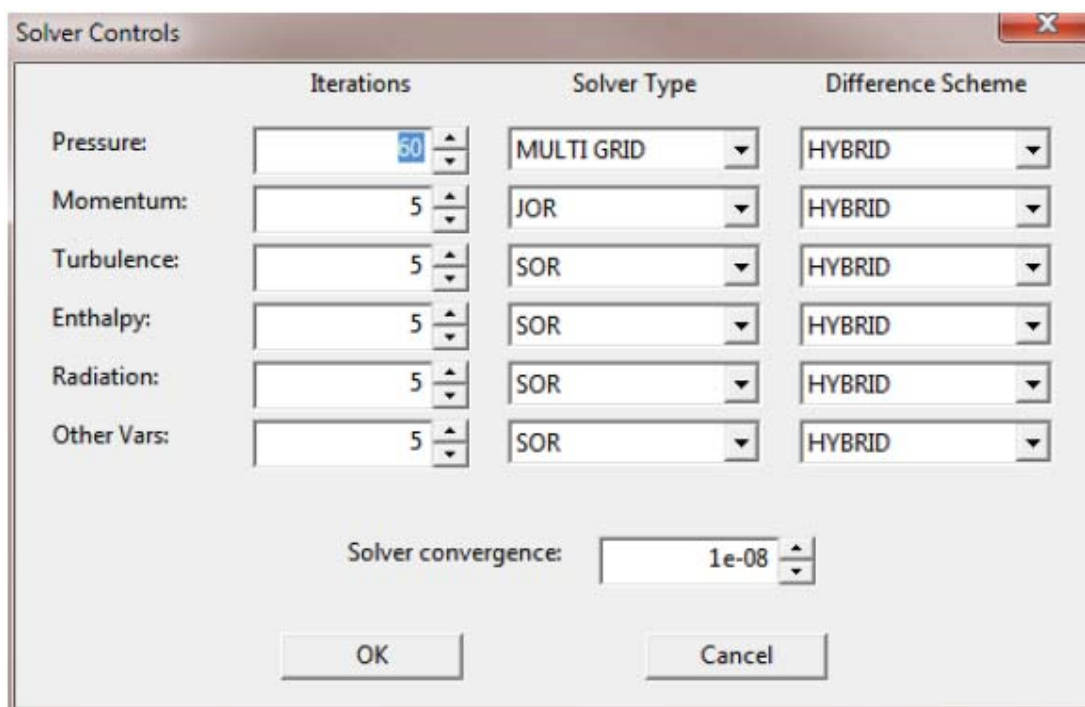 Solver Controls
Iterations Solver Type Difference Scheme
Pressure: 60 MULTI GRID HYBRID
Momentum: 5 JOR HYBRID
Turbulence: 5 SOR HYBRID
Enthalpy: 5 SOR HYBRID
Radiation: 5 SOR HYBRID
Other Vars: 5 SOR HYBRID
Solver convergence: 1e-08
OK Cancel